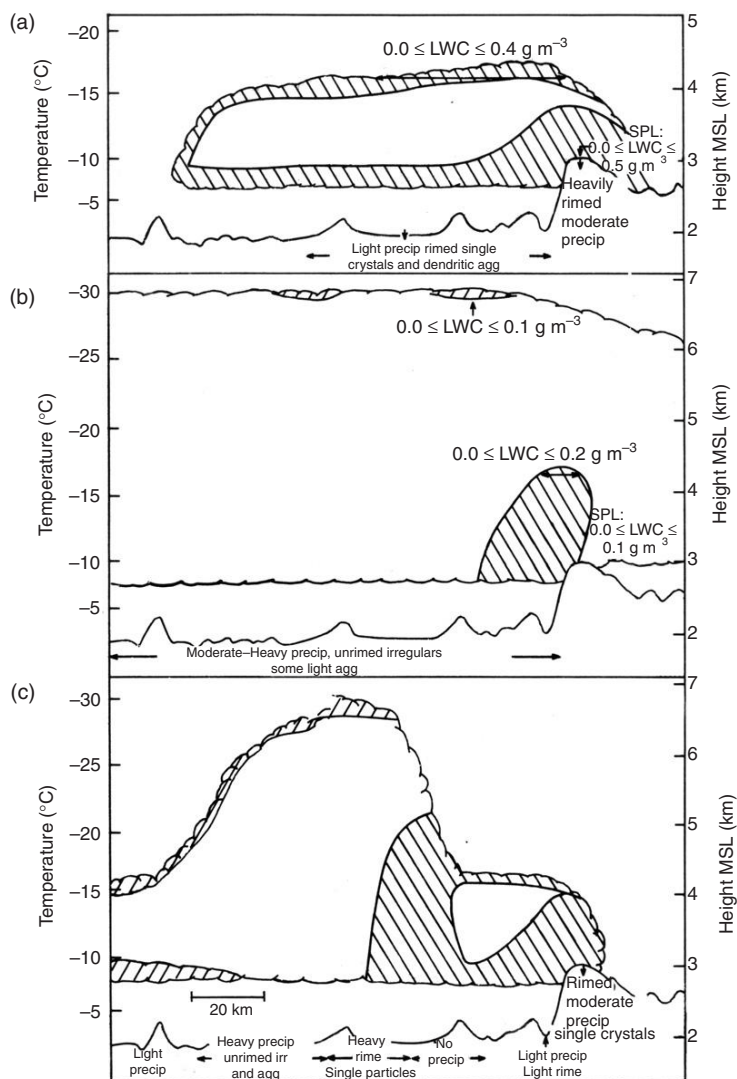 (a)
Temperature (°C)
–20
–15
–10
–5
0.0 ≤ LWC ≤ 0.4 g m–3
SPL:
0.0 ≤ LWC ≤
0.5 g m 3
Heavily
rimed
moderate
precip
Light precip rimed single
crystals and dendritic agg
5
4
3
2
Height MSL (km)
(b)
Temperature (°C)
–30
–25
–20
–15
–10
–5
0.0 ≤ LWC ≤ 0.1 g m–3
0.0 ≤ LWC ≤ 0.2 g m–3
SPL:
0.0 ≤ LWC ≤
0.1 g m 3
Moderate–Heavy precip, unrimed irregulars
some light agg
7
6
5
4
3
2
Height MSL (km)
(c)
Temperature (°C)
–30
–25
–20
–15
–10
–5
20 km
Rimed,
moderate
precip
single crystals
Light
precip
Heavy precip
unrimed irr
and agg
Heavy
rime
Single particles
No
precip
Light precip
Light rime
7
6
5
4
3
2
Height MSL (km)